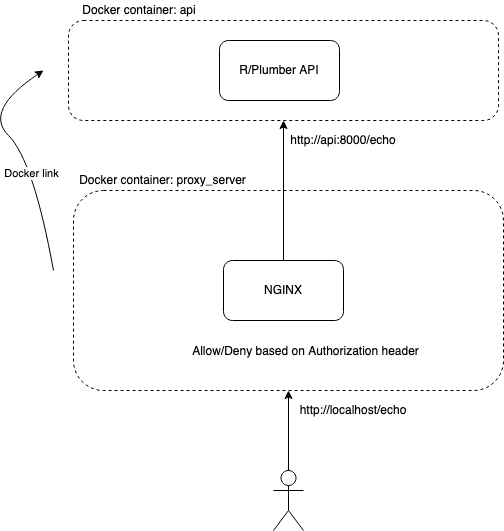 Docker container: api
R/Plumber API
http://api:8000/echo
Docker link
Docker container: proxy_server
NGINX
Allow/Deny based on Authorization header
http://localhost/echo